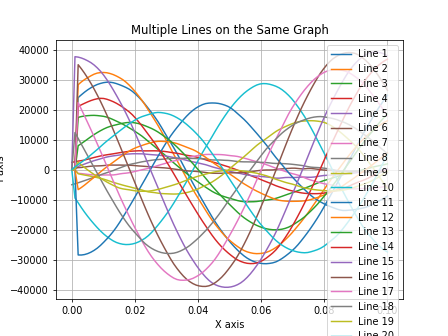 Multiple Lines on the Same Graph
40000
30000
20000
10000
0
−10000
−20000
−30000
−40000
0.00
0.02
0.04
0.06
X axis
Line 1
Line 2
Line 3
Line 4
Line 5
Line 6
Line 7
Line 8
Line 9
Line 10
Line 11
Line 12
Line 13
Line 14
Line 15
Line 16
Line 17
Line 18
Line 19
Line 20